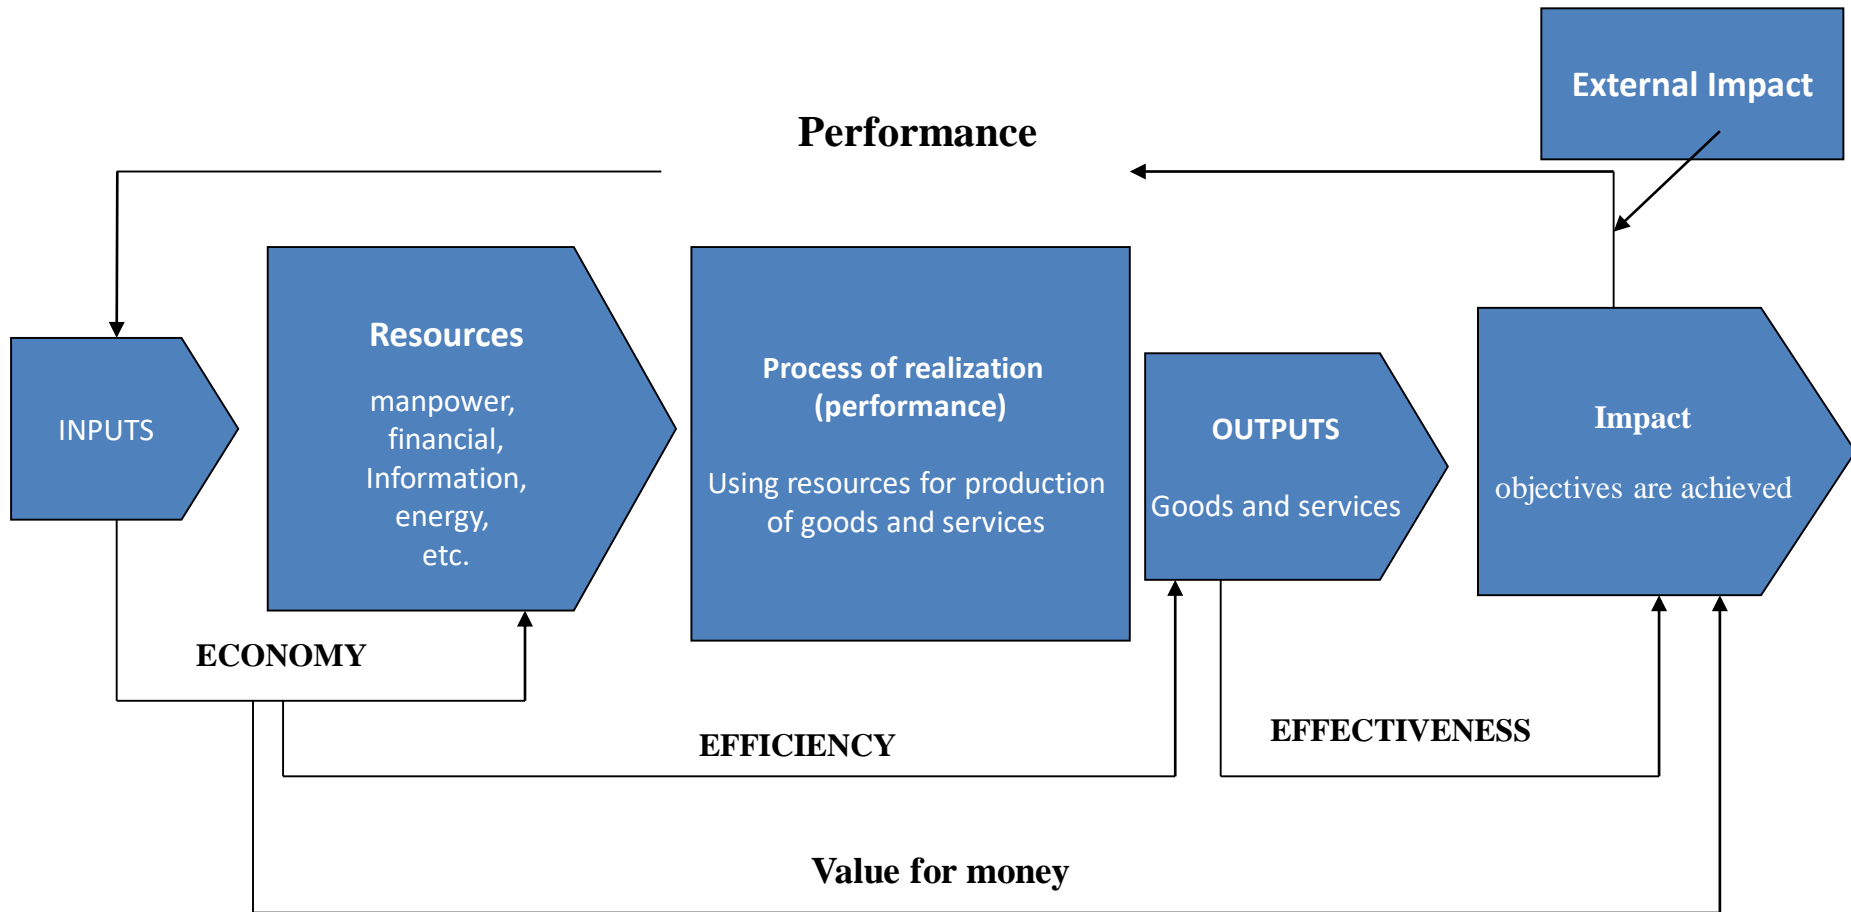 External Impact
Performance
INPUTS
Resources
manpower,
financial,
Information,
energy,
etc.
Process of realization
(performance)
Using resources for production
of goods and services
OUTPUTS
Goods and services
Impact
objectives are achieved
ECONOMY
EFFICIENCY
EFFECTIVENESS
Value for money